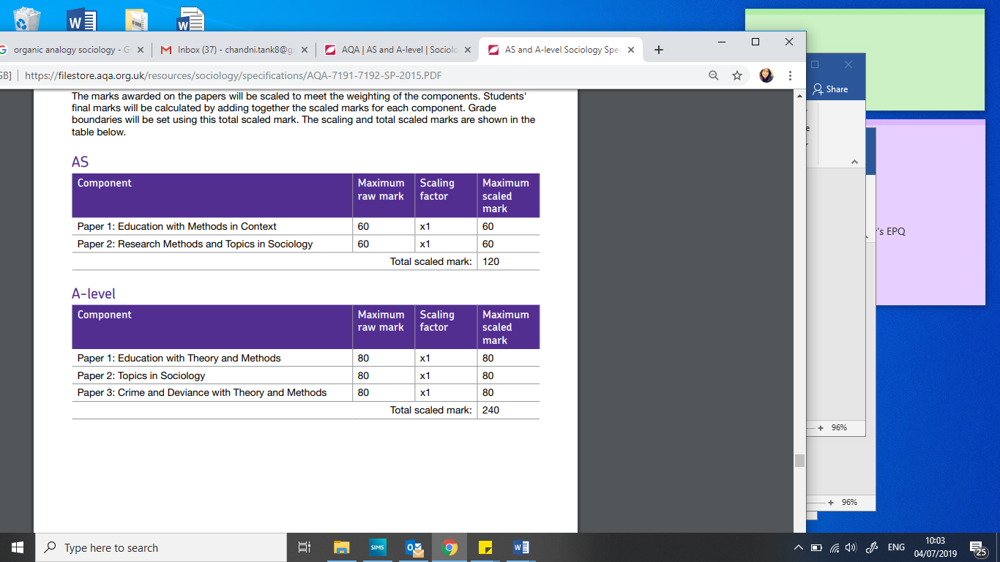 organic analogy sociology - G
Inbox (37) - chandni.tank8@g
AQA | AS and A-level | Sociol
AS and A-level Sociology Spec
GB] https://filestore.aqa.org.uk/resources/sociology/specifications/AQA-7191-7192-SP-2015.PDF
Share
The marks awarded on the papers will be scaled to meet the weighting of the components. Students'
final marks will be calculated by adding together the scaled marks for each component. Grade
boundaries will be set using this total scaled mark. The scaling and total scaled marks are shown in the
table below.
AS
Component Maximum raw mark Scaling factor Maximum scaled mark
Paper 1: Education with Methods in Context 60 x1 60
Paper 2: Research Methods and Topics in Sociology 60 x1 60
Total scaled mark: 120
's EPQ
A-level
Component Maximum raw mark Scaling factor Maximum scaled mark
Paper 1: Education with Theory and Methods 80 x1 80
Paper 2: Topics in Sociology 80 x1 80
Paper 3: Crime and Deviance with Theory and Methods 80 x1 80
Total scaled mark: 240
96%
96%
Type here to search
SIMS
ENG
10:03
04/07/2019
25